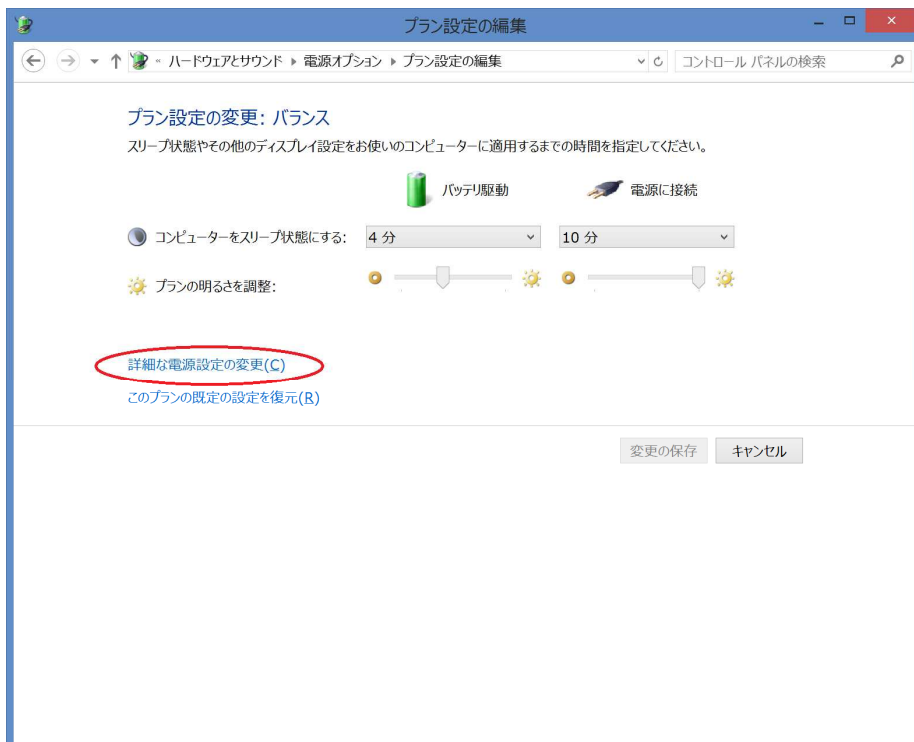 プラン設定の編集
« ハードウェアとサウンド ▸ 電源オプション ▸ プラン設定の編集
コントロール パネルの検索
プラン設定の変更: バランス
スリープ状態やその他のディスプレイ設定をお使いのコンピューターに適用するまでの時間を指定してください。
バッテリ駆動
電源に接続
コンピューターをスリープ状態にする:
4 分
10 分
プランの明るさを調整:
詳細な電源設定の変更(C)
このプランの既定の設定を復元(R)
変更の保存
キャンセル